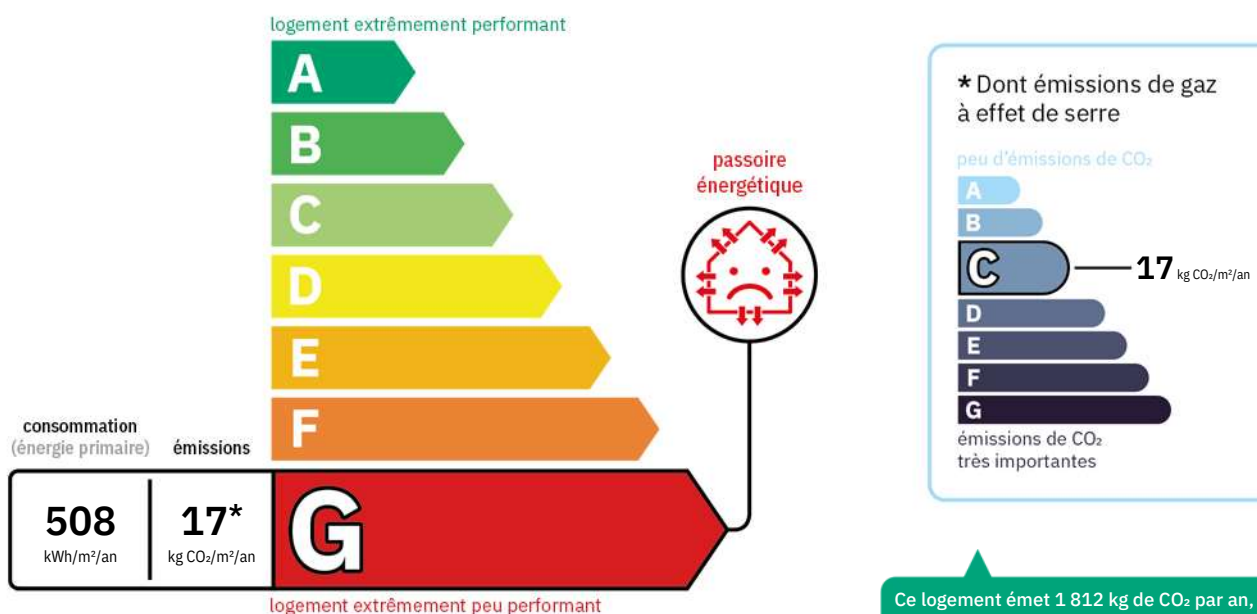 logement extrêmement performant
A
B
C
D
E
F
G
passoire
énergétique
consommation
(énergie primaire)
émissions
508
kWh/m²/an
17*
kg CO₂/m²/an
logement extrêmement peu performant
* Dont émissions de gaz
à effet de serre
peu d'émissions de CO₂
A
B
C
17 kg CO₂/m²/an
D
E
F
G
émissions de CO₂
très importantes
Ce logement émet 1 812 kg de CO₂ par an,